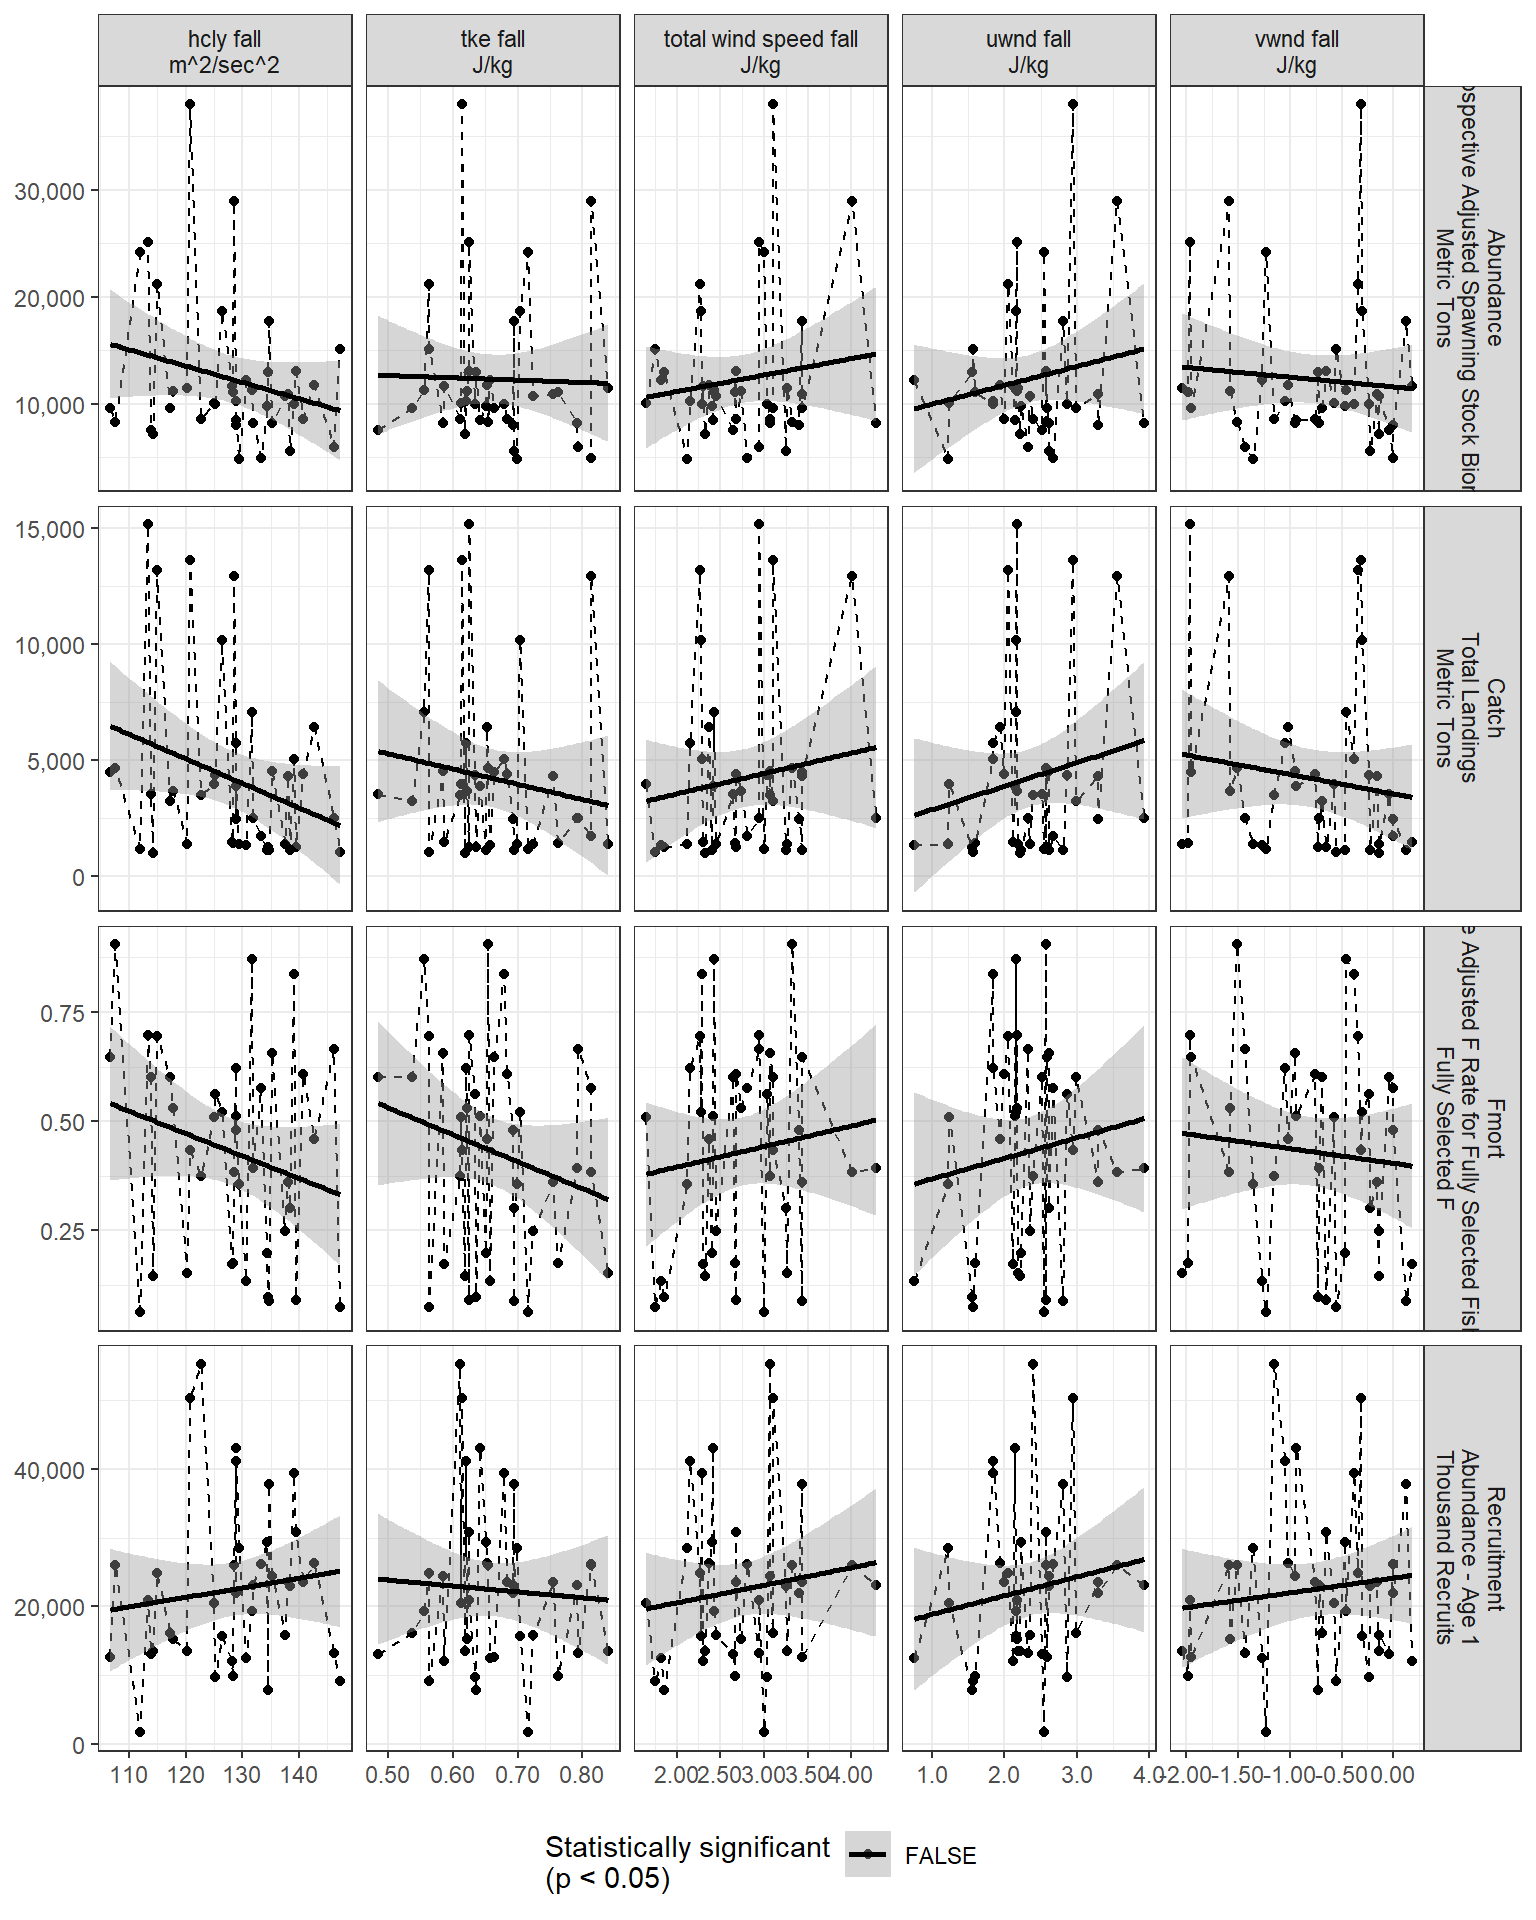 hcly fall
m^2/sec^2
tke fall
J/kg
total wind speed fall
J/kg
uwnd fall
J/kg
vwnd fall
J/kg
30,000
20,000
10,000
Abundance
Adjusted Spawning Stock
Metric Tons
15,000
10,000
5,000
0
Catch
Total Landings
Metric Tons
0.75
0.50
0.25
Fmort
Adjusted F Rate for Fully Selected
Fully Selected F
40,000
20,000
0
Recruitment
Abundance - Age 1
Thousand Recruits
110 120 130 140
0.50 0.60 0.70 0.80
2.00 2.50 3.00 3.50 4.00
1.0 2.0 3.0 4.0
-2.00 -1.50 -1.00 -0.50 0.00
Statistically significant
(p < 0.05)
FALSE